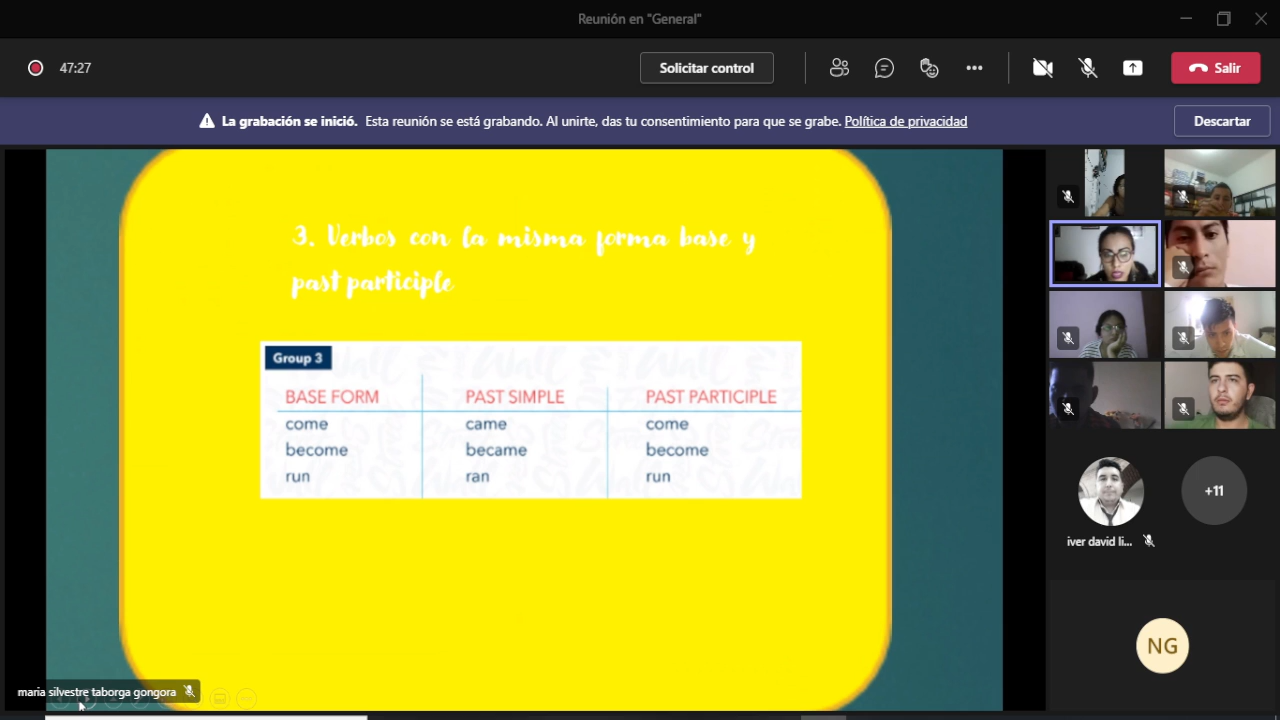 Reunión en "General"
47:27
Solicitar control
Salir
La grabación se inició. Esta reunión se está grabando. Al unirte, das tu consentimiento para que se grabe. Política de privacidad
Descartar
3. Verbos con la misma forma base y
past participle
Group 3
BASE FORM PAST SIMPLE PAST PARTICIPLE
come came come
become became become
run ran run
+11
iver david li...
NG
maria silvestre taborga gongora